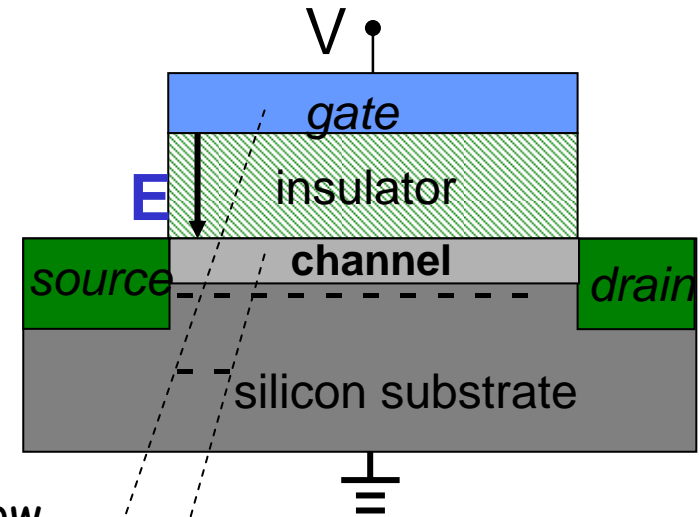 V
gate
E
insulator
channel
source
drain
silicon substrate